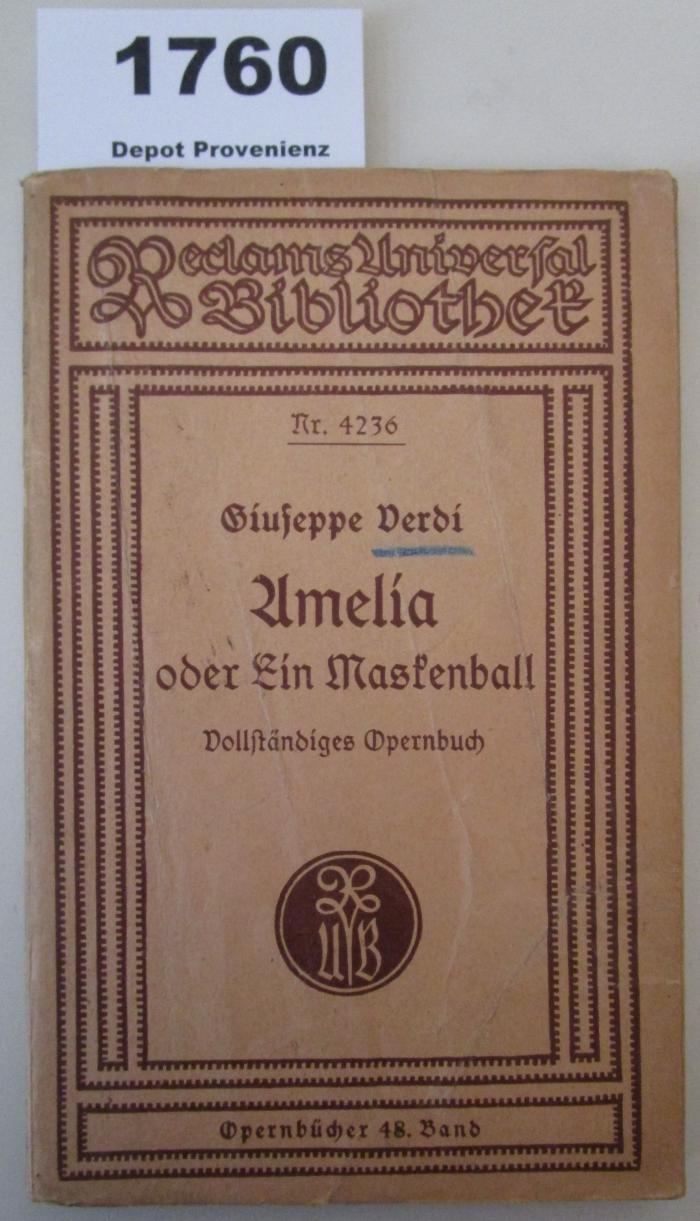 1760
Depot Provenienz
Reclams Universal
Bibliothek
Nr. 4236
Giuseppe Verdi
Amelia
oder Ein Maskenball
Vollständiges Opernbuch
R
U B
Opernbücher 48. Band